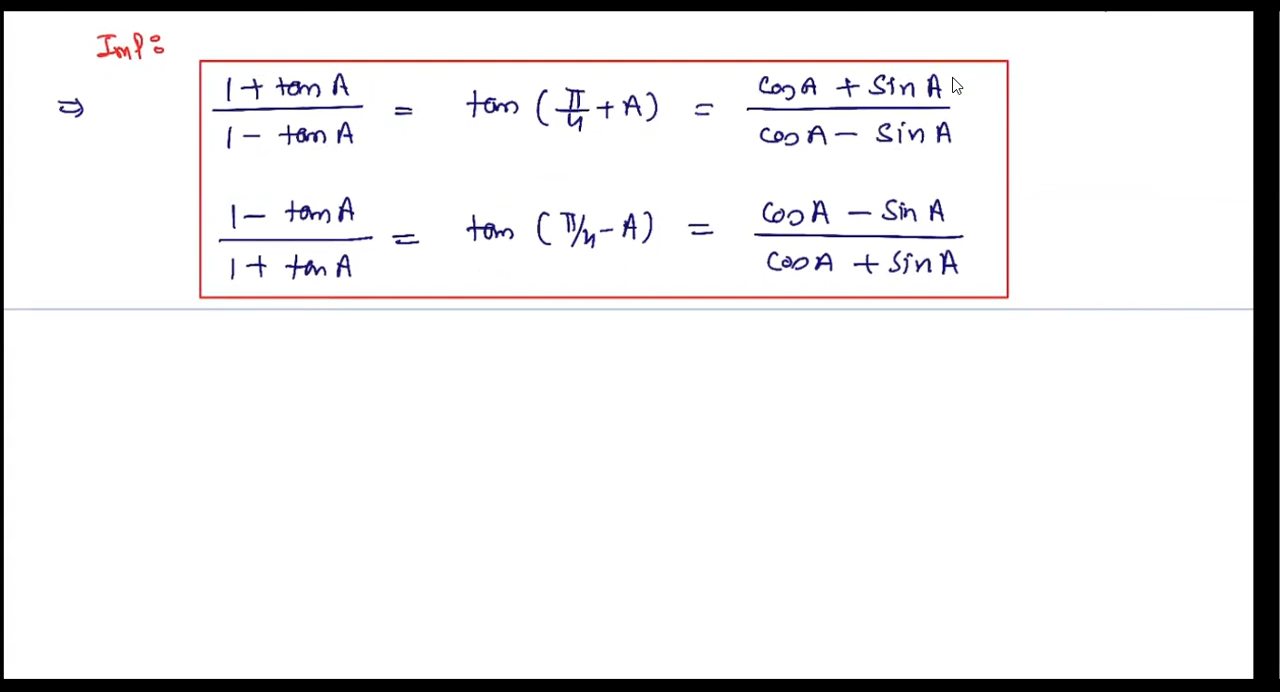 Imp:
⇒ (1 + tan A)/(1 - tan A) = tan (π/4 + A) = (cos A + sin A)/(cos A - sin A)
(1 - tan A)/(1 + tan A) = tan (π/4 - A) = (cos A - sin A)/(cos A + sin A)